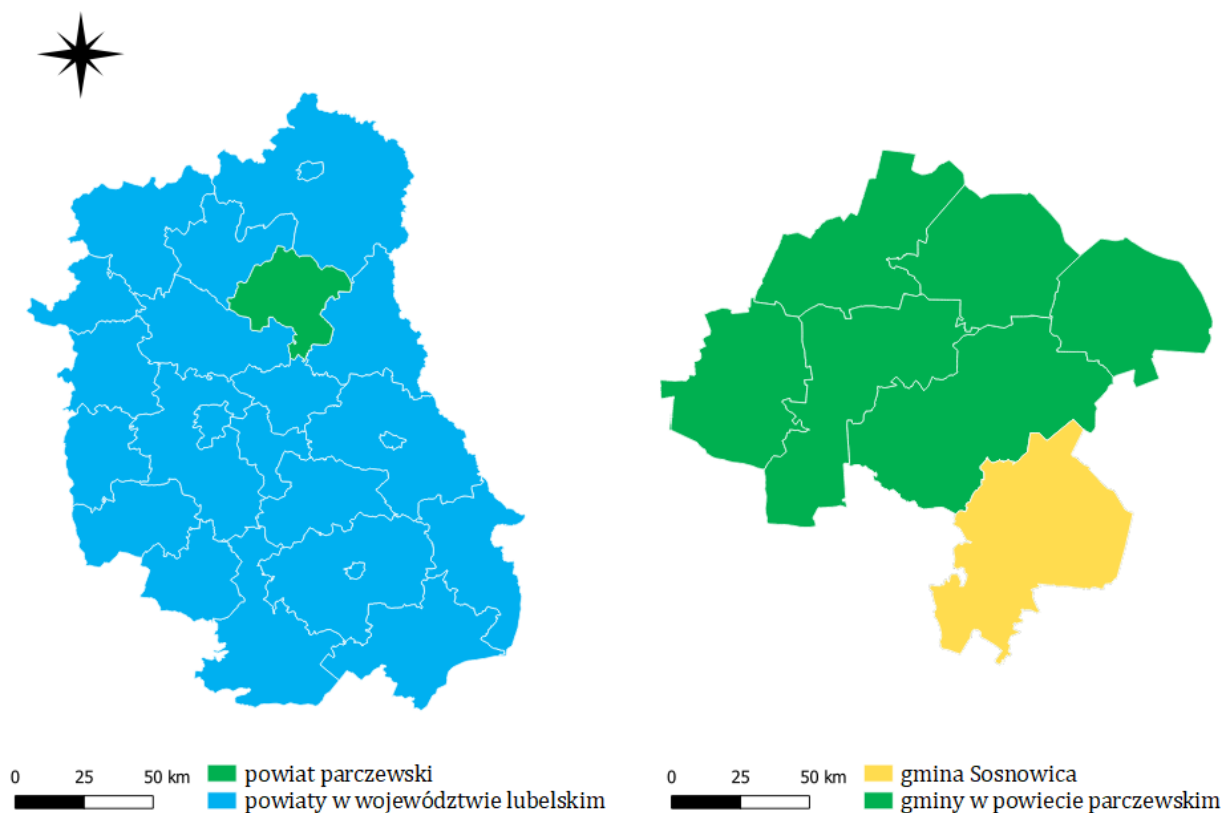 0 25 50 km
powiat parczewski
powiaty w województwie lubelskim
0 25 50 km
gmina Sosnowica
gminy w powiecie parczewskim